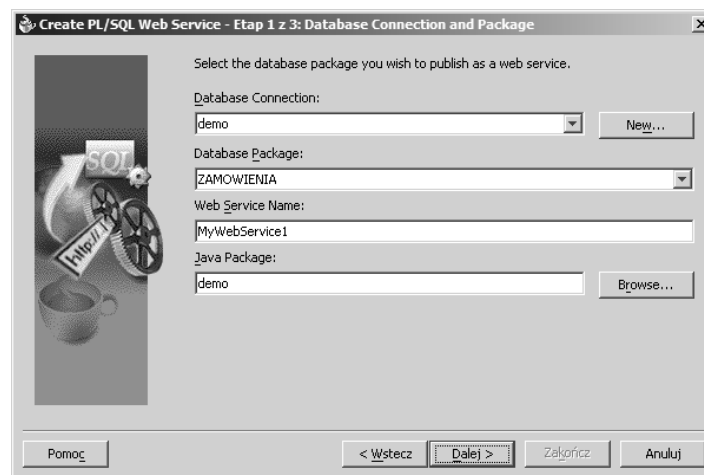 Create PL/SQL Web Service - Etap 1 z 3: Database Connection and Package
Select the database package you wish to publish as a web service.
Database Connection:
demo
New...
Database Package:
ZAMOWIENIA
Web Service Name:
MyWebService1
Java Package:
demo
Browse...
SQL
http://
Pomoc
< Wstecz
Dalej >
Zakończ
Anuluj